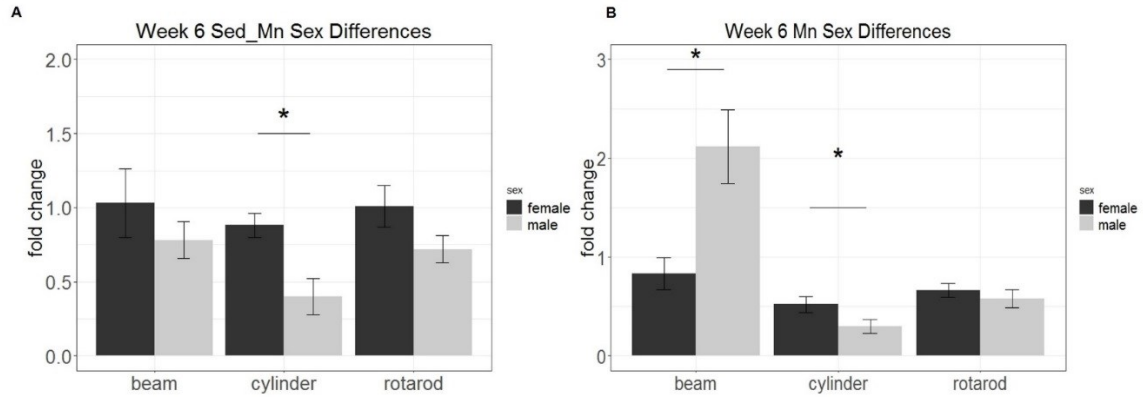 A
Week 6 Sed_Mn Sex Differences
fold change
2.0
1.5
1.0
0.5
0.0
*
beam cylinder rotarod
sex
female
male
B
Week 6 Mn Sex Differences
fold change
3
2
1
0
*
*
beam cylinder rotarod
sex
female
male